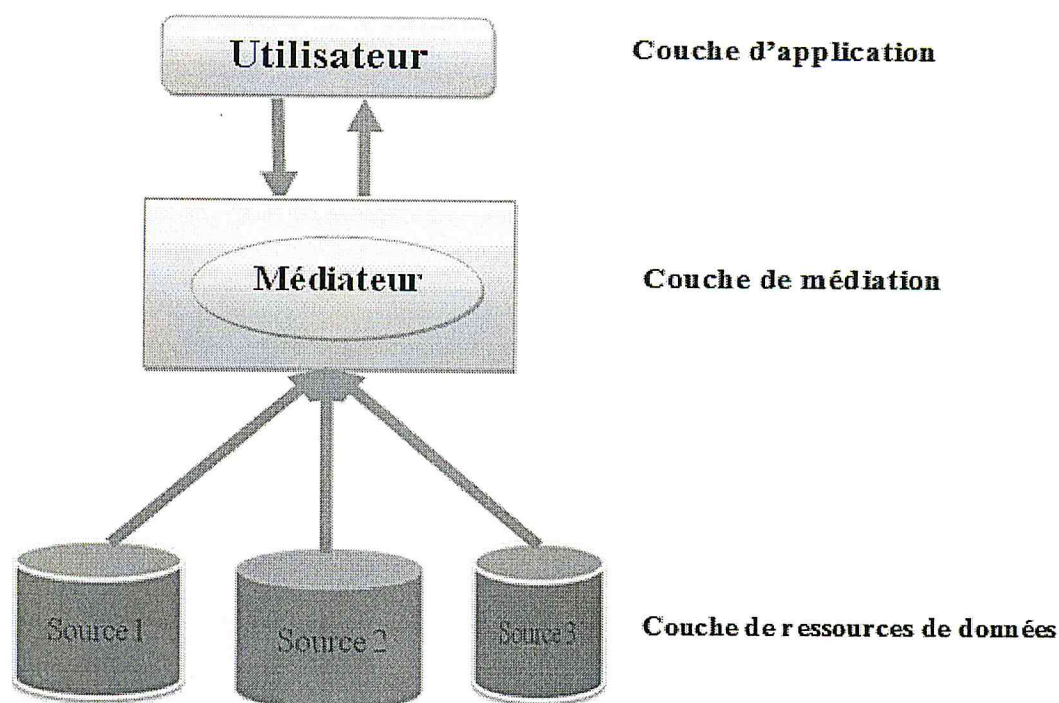 Utilisateur
Couche d'application
Médiateur
Couche de médiation
Source 1
Source 2
Source 3
Couche de ressources de données